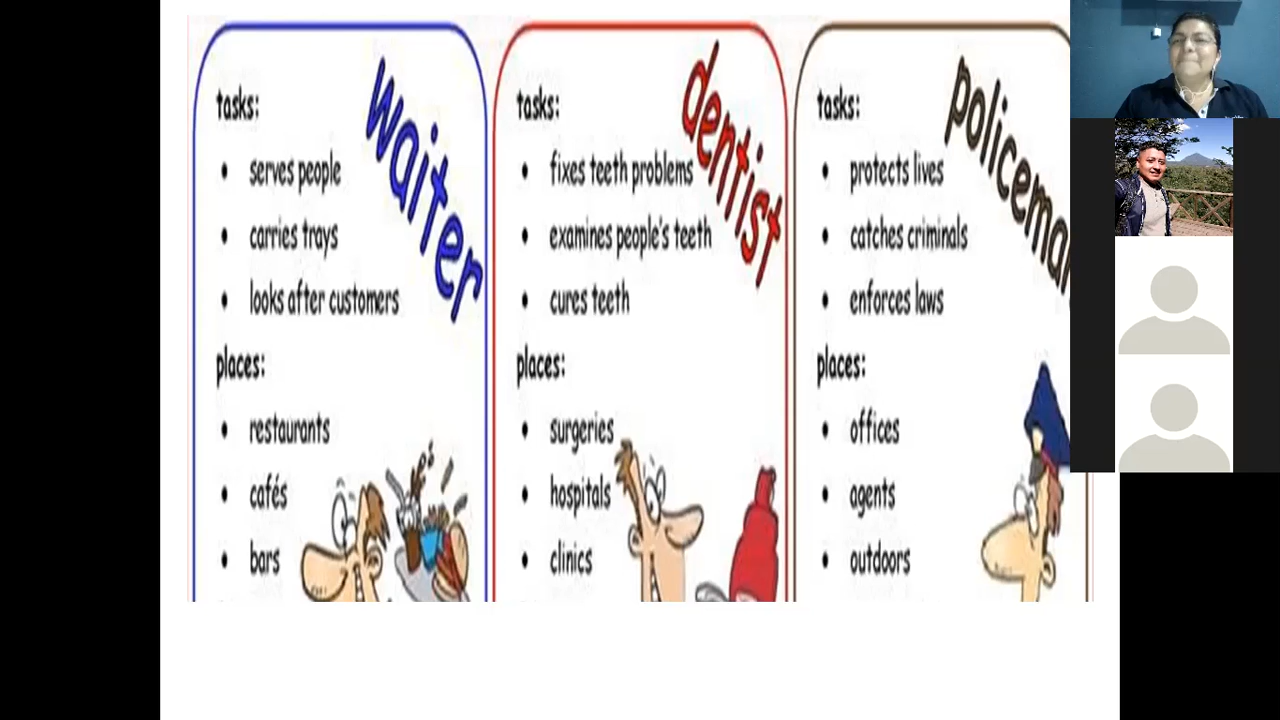 waiter
tasks:
• serves people
• carries trays
• looks after customers
places:
• restaurants
• cafés
• bars
dentist
tasks:
• fixes teeth problems
• examines people's teeth
• cures teeth
places:
• surgeries
• hospitals
• clinics
policeman
tasks:
• protects lives
• catches criminals
• enforces laws
places:
• offices
• agents
• outdoors